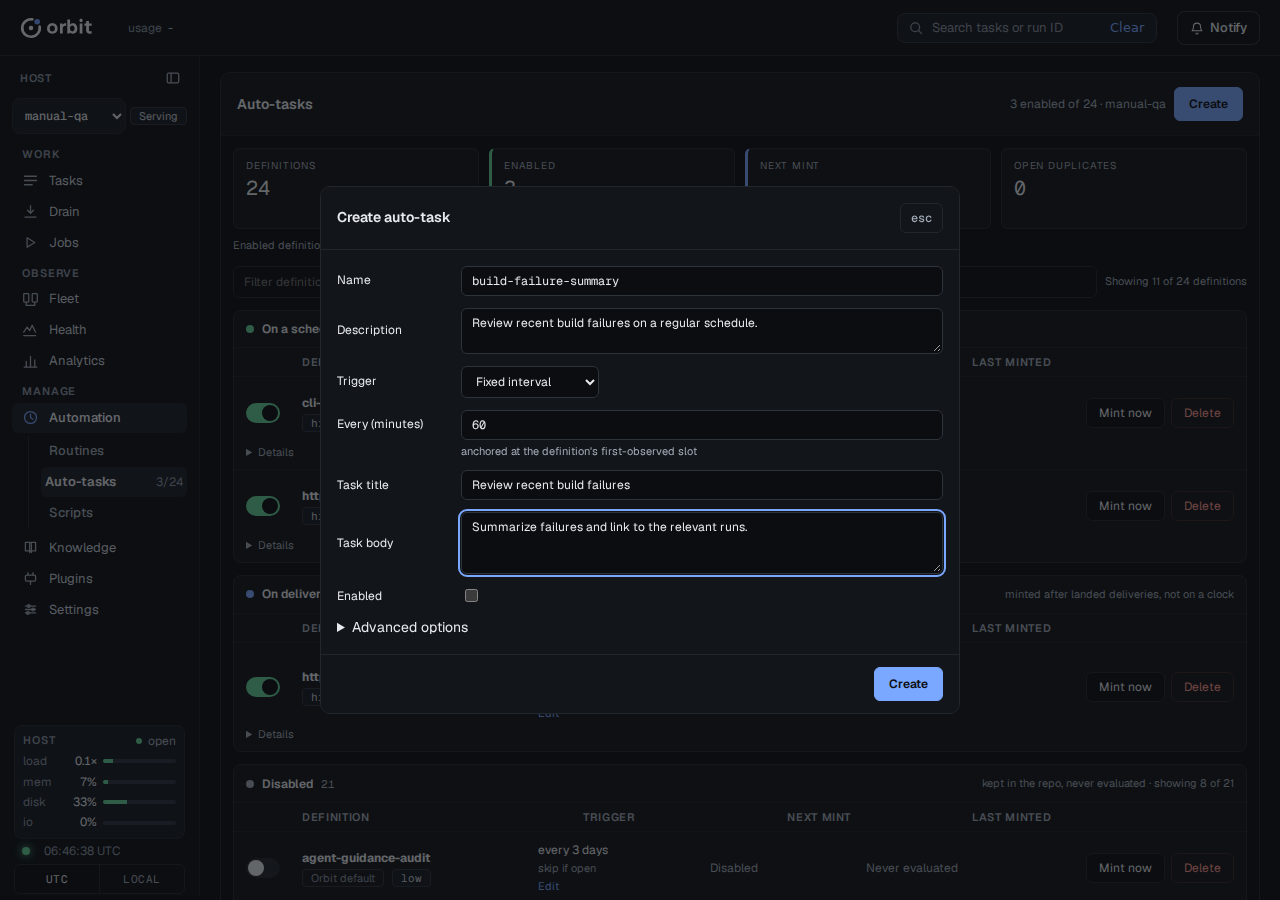 orbit
usage -
Search tasks or run ID
Clear
Notify
HOST
manual-qa
Serving
WORK
Tasks
Drain
Jobs
OBSERVE
Fleet
Health
Analytics
MANAGE
Automation
Routines
Auto-tasks 3/24
Scripts
Knowledge
Plugins
Settings
HOST open
load 0.1×
mem 7%
disk 33%
io 0%
06:46:38 UTC
UTC LOCAL
Auto-tasks
3 enabled of 24 · manual-qa
Create
DEFINITIONS
24
ENABLED
NEXT MINT
OPEN DUPLICATES
0
Enabled
Showing 11 of 24 definitions
Filter
On a
LAST MINTED
Details
Mint now Delete
Details
Mint now Delete
On
minted after landed deliveries, not on a clock
LAST MINTED
Mint now Delete
Edit
Details
Create auto-task
esc
Name
build-failure-summary
Description
Review recent build failures on a regular schedule.
Trigger
Fixed interval
Every (minutes)
60
anchored at the definition's first-observed slot
Task title
Review recent build failures
Task body
Summarize failures and link to the relevant runs.
Enabled
Advanced options
Create
Disabled 21
kept in the repo, never evaluated · showing 8 of 21
DEFINITION TRIGGER NEXT MINT LAST MINTED
agent-guidance-audit
Orbit default low
every 3 days
skip if open
Edit
Disabled
Never evaluated
Mint now Delete